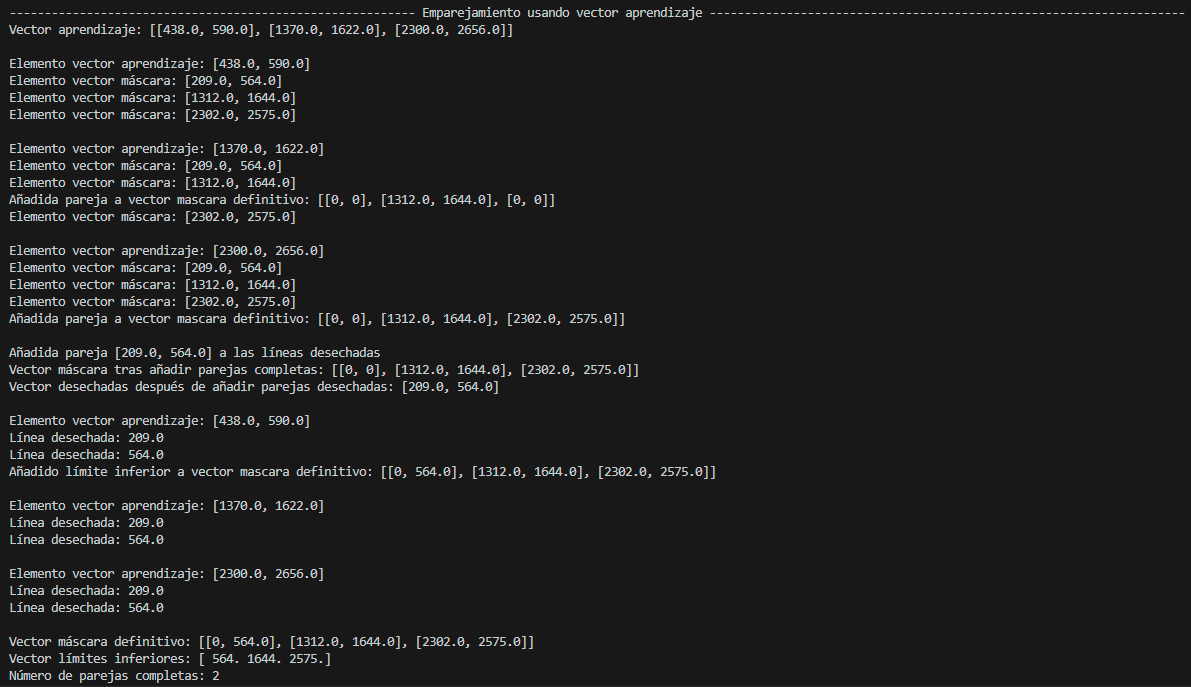 ---------------------------------------------------------- Emparejamiento usando vector aprendizaje --------------------------------------------------------------------
Vector aprendizaje: [[438.0, 590.0], [1370.0, 1622.0], [2300.0, 2656.0]]
Elemento vector aprendizaje: [438.0, 590.0]
Elemento vector máscara: [209.0, 564.0]
Elemento vector máscara: [1312.0, 1644.0]
Elemento vector máscara: [2302.0, 2575.0]
Elemento vector aprendizaje: [1370.0, 1622.0]
Elemento vector máscara: [209.0, 564.0]
Elemento vector máscara: [1312.0, 1644.0]
Añadida pareja a vector mascara definitivo: [[0, 0], [1312.0, 1644.0], [0, 0]]
Elemento vector máscara: [2302.0, 2575.0]
Elemento vector aprendizaje: [2300.0, 2656.0]
Elemento vector máscara: [209.0, 564.0]
Elemento vector máscara: [1312.0, 1644.0]
Elemento vector máscara: [2302.0, 2575.0]
Añadida pareja a vector mascara definitivo: [[0, 0], [1312.0, 1644.0], [2302.0, 2575.0]]
Añadida pareja [209.0, 564.0] a las líneas desechadas
Vector máscara tras añadir parejas completas: [[0, 0], [1312.0, 1644.0], [2302.0, 2575.0]]
Vector desechadas después de añadir parejas desechadas: [209.0, 564.0]
Elemento vector aprendizaje: [438.0, 590.0]
Línea desechada: 209.0
Línea desechada: 564.0
Añadido límite inferior a vector mascara definitivo: [[0, 564.0], [1312.0, 1644.0], [2302.0, 2575.0]]
Elemento vector aprendizaje: [1370.0, 1622.0]
Línea desechada: 209.0
Línea desechada: 564.0
Elemento vector aprendizaje: [2300.0, 2656.0]
Línea desechada: 209.0
Línea desechada: 564.0
Vector máscara definitivo: [[0, 564.0], [1312.0, 1644.0], [2302.0, 2575.0]]
Vector límites inferiores: [ 564. 1644. 2575.]
Número de parejas completas: 2